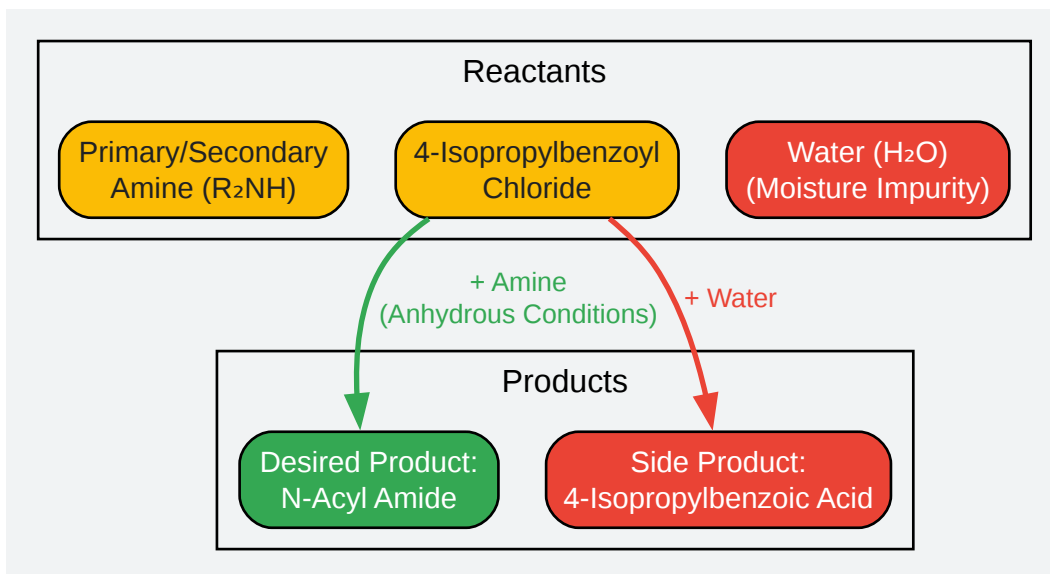 Reactants
Primary/Secondary
Amine (R₂NH)
4-Isopropylbenzoyl
Chloride
Water (H₂O)
(Moisture Impurity)
+ Amine
(Anhydrous Conditions)
+ Water
Products
Desired Product:
N-Acyl Amide
Side Product:
4-Isopropylbenzoic Acid